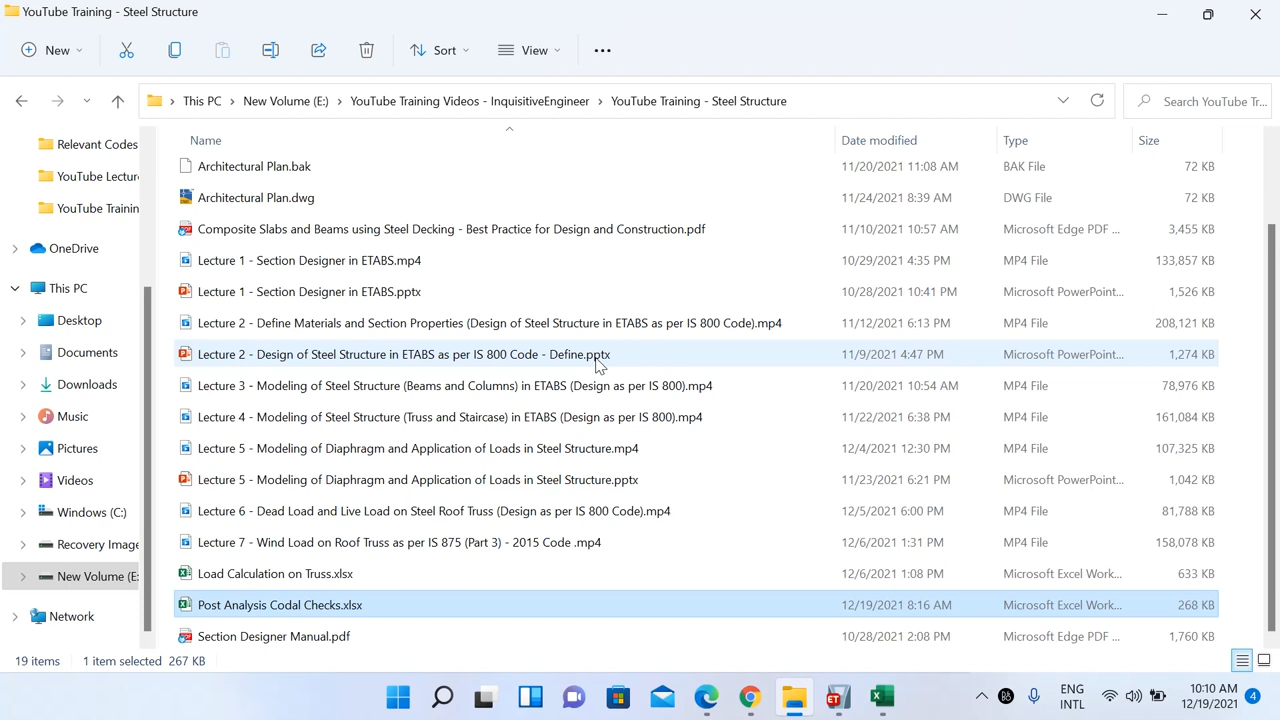 YouTube Training - Steel Structure
New
Sort
View
This PC > New Volume (E:) > YouTube Training Videos - InquisitiveEngineer > YouTube Training - Steel Structure
Search YouTube Tr...
Name Date modified Type Size
Relevant Codes
YouTube Lectur
YouTube Trainin
OneDrive
This PC
Desktop
Documents
Downloads
Music
Pictures
Videos
Windows (C:)
Recovery Image
New Volume (E:
Network
Architectural Plan.bak 11/20/2021 11:08 AM BAK File 72 KB
Architectural Plan.dwg 11/24/2021 8:39 AM DWG File 72 KB
Composite Slabs and Beams using Steel Decking - Best Practice for Design and Construction.pdf 11/10/2021 10:57 AM Microsoft Edge PDF ... 3,455 KB
Lecture 1 - Section Designer in ETABS.mp4 10/29/2021 4:35 PM MP4 File 133,857 KB
Lecture 1 - Section Designer in ETABS.pptx 10/28/2021 10:41 PM Microsoft PowerPoint... 1,526 KB
Lecture 2 - Define Materials and Section Properties (Design of Steel Structure in ETABS as per IS 800 Code).mp4 11/12/2021 6:13 PM MP4 File 208,121 KB
Lecture 2 - Design of Steel Structure in ETABS as per IS 800 Code - Define.pptx 11/9/2021 4:47 PM Microsoft PowerPoint... 1,274 KB
Lecture 3 - Modeling of Steel Structure (Beams and Columns) in ETABS (Design as per IS 800).mp4 11/20/2021 10:54 AM MP4 File 78,976 KB
Lecture 4 - Modeling of Steel Structure (Truss and Staircase) in ETABS (Design as per IS 800).mp4 11/22/2021 6:38 PM MP4 File 161,084 KB
Lecture 5 - Modeling of Diaphragm and Application of Loads in Steel Structure.mp4 12/4/2021 12:30 PM MP4 File 107,325 KB
Lecture 5 - Modeling of Diaphragm and Application of Loads in Steel Structure.pptx 11/23/2021 6:21 PM Microsoft PowerPoint... 1,042 KB
Lecture 6 - Dead Load and Live Load on Steel Roof Truss (Design as per IS 800 Code).mp4 12/5/2021 6:00 PM MP4 File 81,788 KB
Lecture 7 - Wind Load on Roof Truss as per IS 875 (Part 3) - 2015 Code .mp4 12/6/2021 1:31 PM MP4 File 158,078 KB
Load Calculation on Truss.xlsx 12/6/2021 1:08 PM Microsoft Excel Work... 633 KB
Post Analysis Codal Checks.xlsx 12/19/2021 8:16 AM Microsoft Excel Work... 268 KB
Section Designer Manual.pdf 10/28/2021 2:08 PM Microsoft Edge PDF ... 1,760 KB
19 items 1 item selected 267 KB
ET
ENG
INTL
10:10 AM
12/19/2021
4